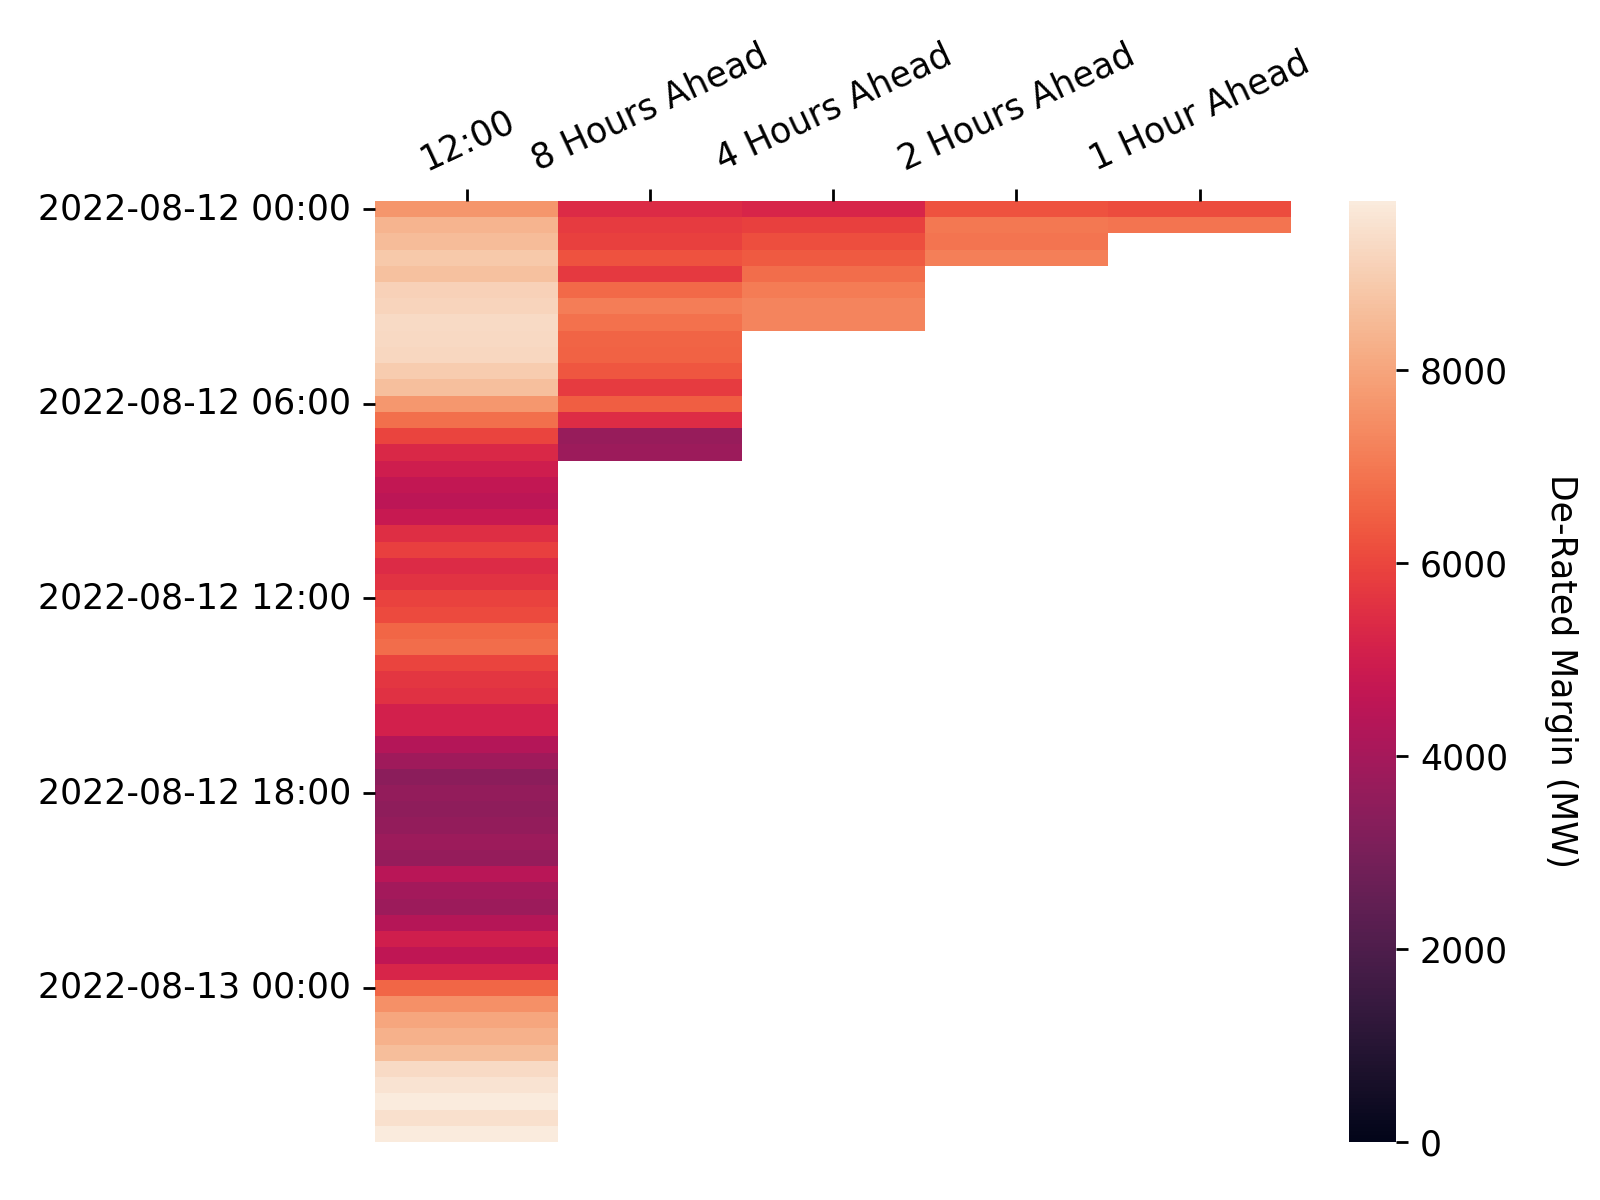 12:00
8 Hours Ahead
4 Hours Ahead
2 Hours Ahead
1 Hour Ahead
2022-08-12 00:00
2022-08-12 06:00
2022-08-12 12:00
2022-08-12 18:00
2022-08-13 00:00
8000
6000
4000
2000
0
De-Rated Margin (MW)